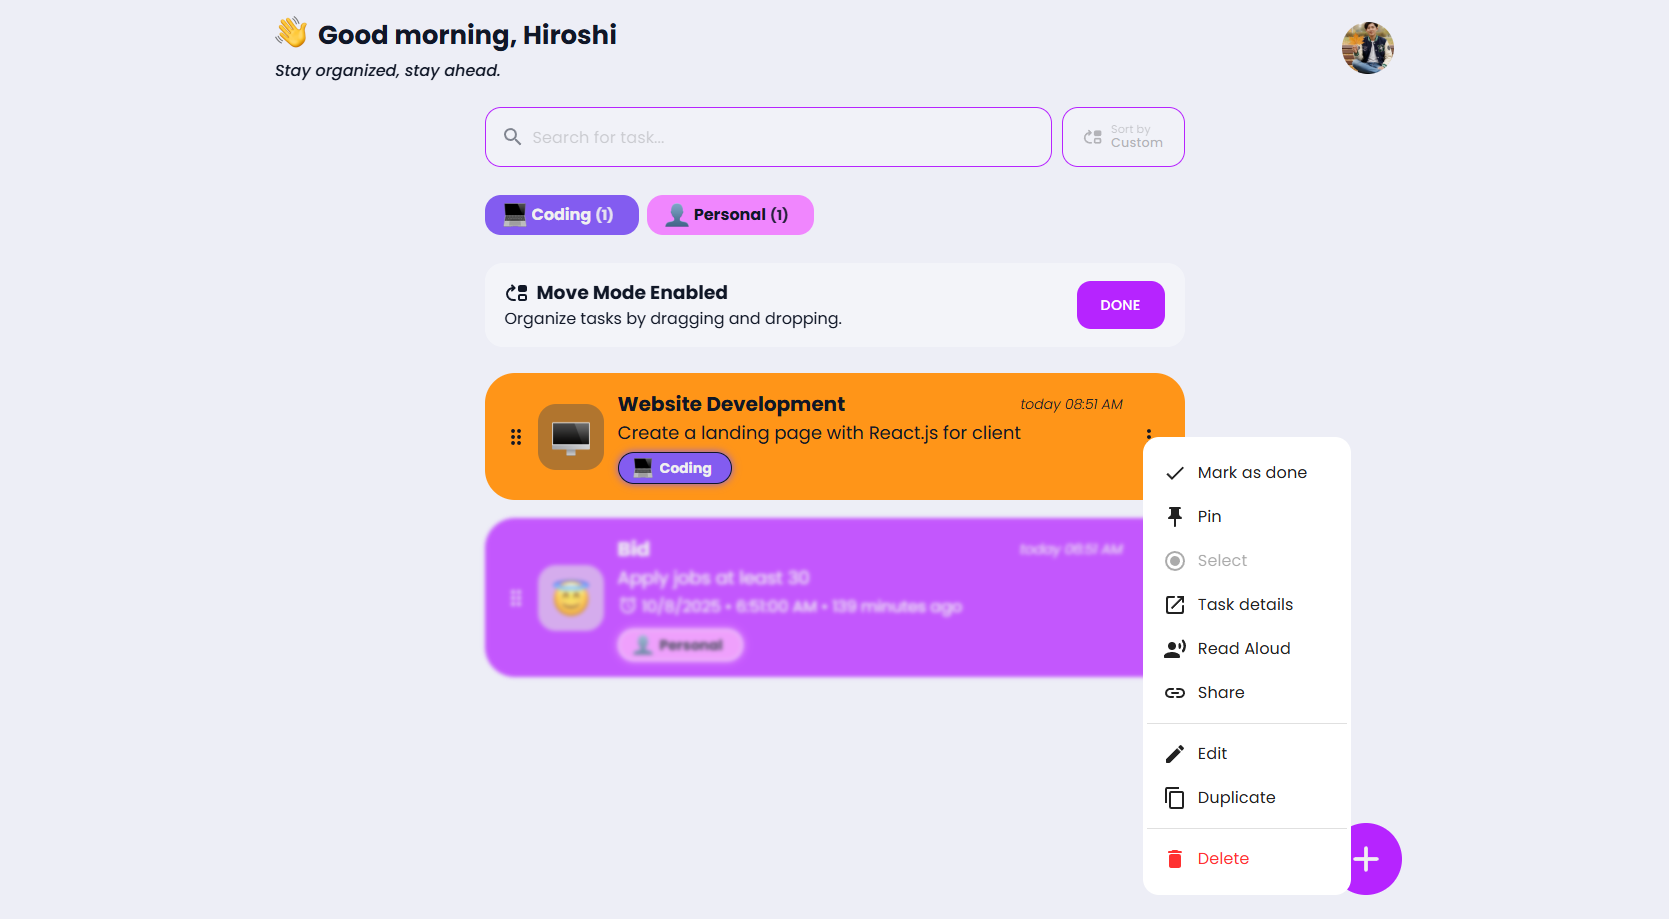 Good morning, Hiroshi
Stay organized, stay ahead.
Search for task...
Sort by
Custom
Coding (1)
Personal (1)
Move Mode Enabled
Organize tasks by dragging and dropping.
DONE
Website Development
today 08:51 AM
Create a landing page with React.js for client
Coding
Bid
today 08:51 AM
Apply jobs at least 30
10/8/2025 • 6:51:00 AM • 139 minutes ago
Personal
Mark as done
Pin
Select
Task details
Read Aloud
Share
Edit
Duplicate
Delete